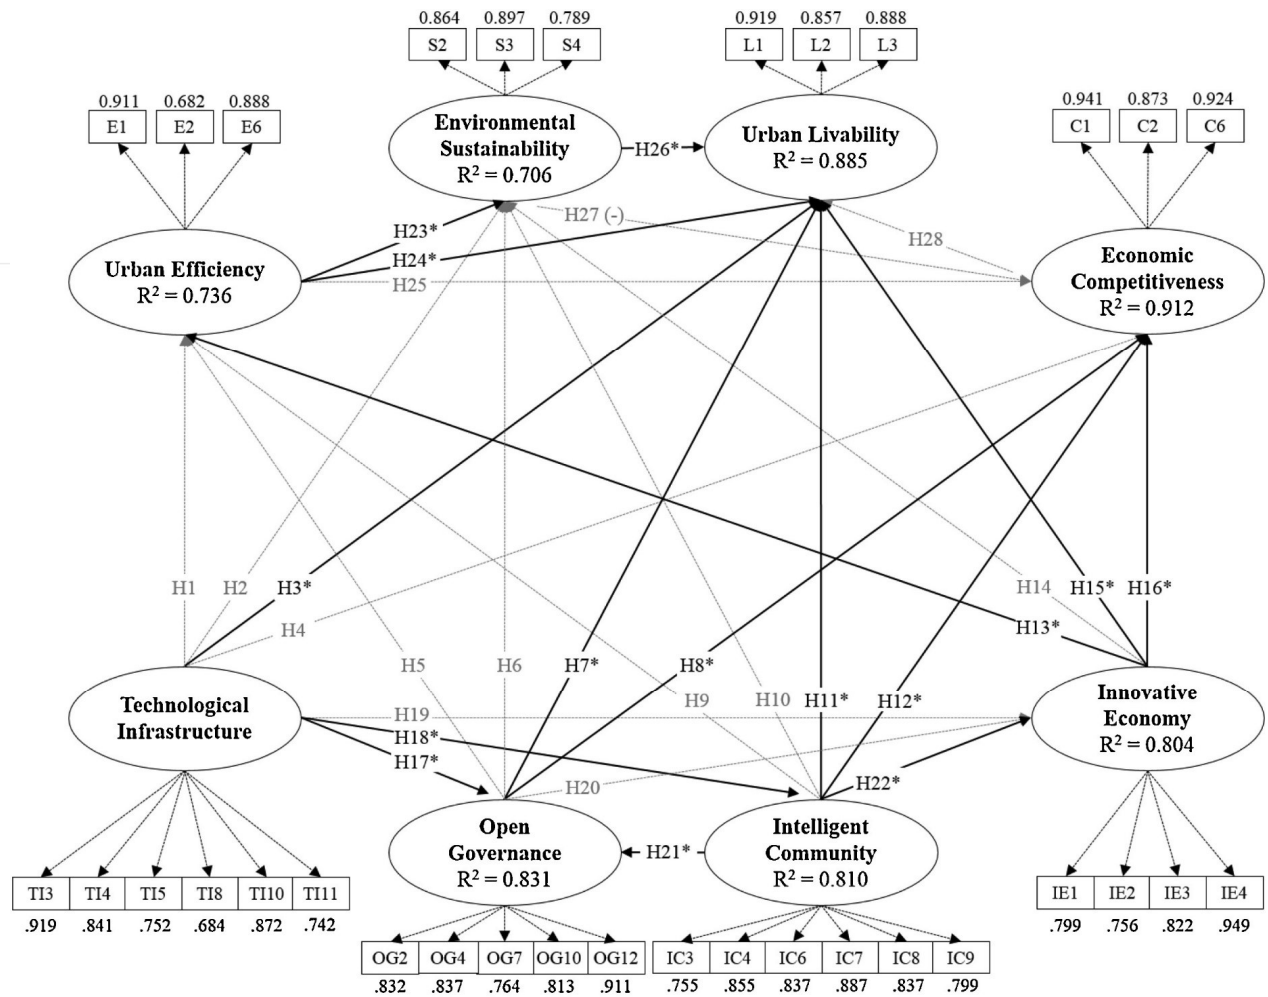 0.864 0.897 0.789
S2 S3 S4
0.919 0.857 0.888
L1 L2 L3
0.911 0.682 0.888
E1 E2 E6
0.941 0.873 0.924
C1 C2 C6
Environmental
Sustainability
R² = 0.706
H26*
Urban Livability
R² = 0.885
Urban Efficiency
R² = 0.736
Economic
Competitiveness
R² = 0.912
H23*
H24*
H25
H27 (-)
H28
H1 H2 H3*
H4
H14 H15* H16*
H13*
H5 H6 H7* H8*
H9 H10 H11* H12*
Technological
Infrastructure
H19
H18*
H17*
H20
H22*
Innovative
Economy
R² = 0.804
Open
Governance
R² = 0.831
H21*
Intelligent
Community
R² = 0.810
TI3 TI4 TI5 TI8 TI10 TI11
.919 .841 .752 .684 .872 .742
IE1 IE2 IE3 IE4
.799 .756 .822 .949
OG2 OG4 OG7 OG10 OG12
.832 .837 .764 .813 .911
IC3 IC4 IC6 IC7 IC8 IC9
.755 .855 .837 .887 .837 .799